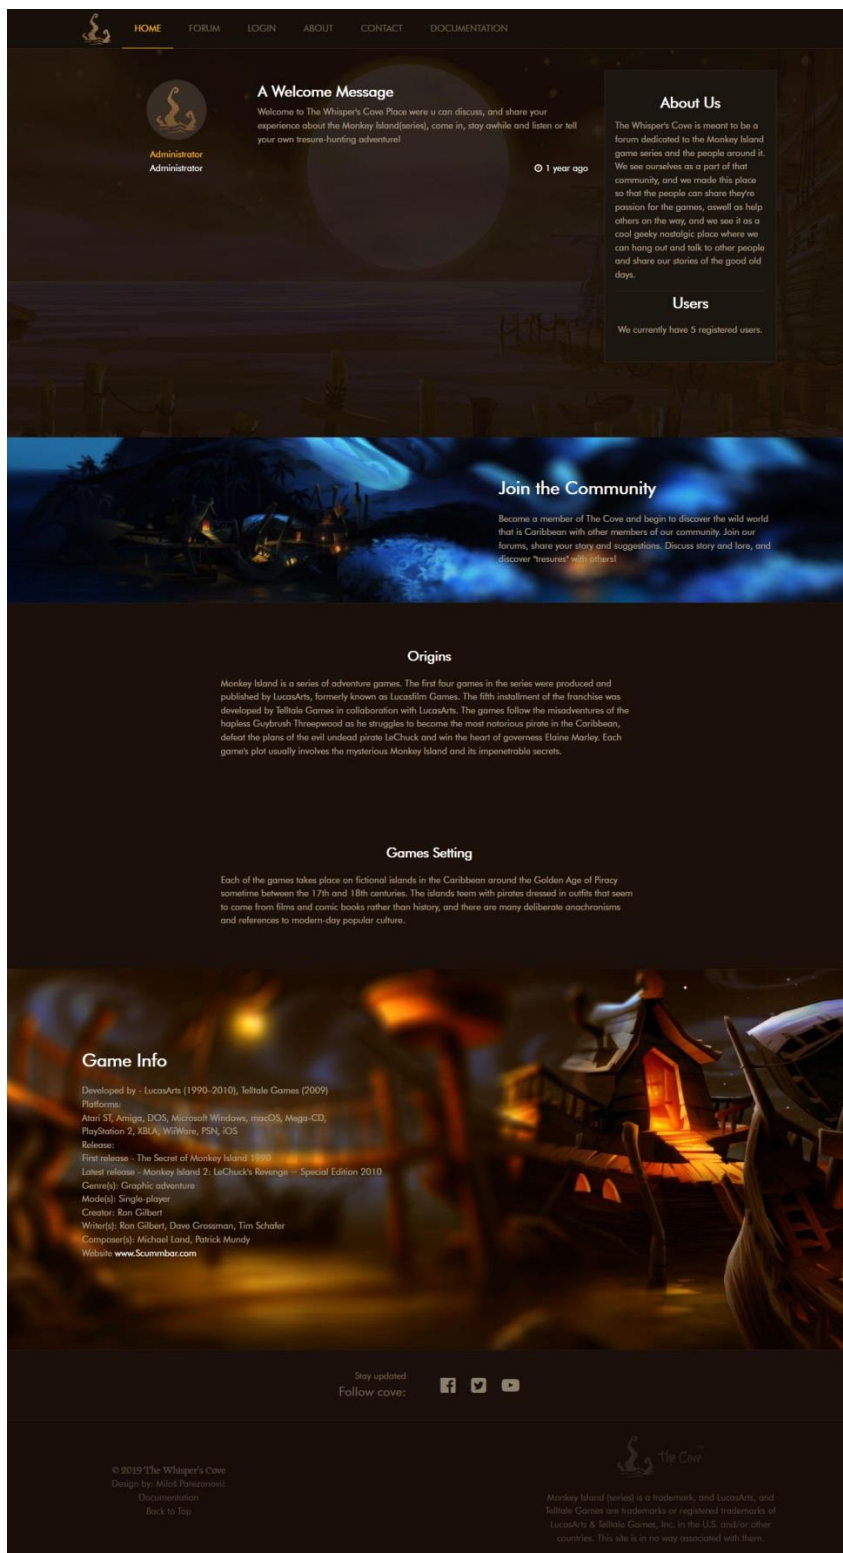 HOME FORUM LOGIN ABOUT CONTACT DOCUMENTATION
A Welcome Message
Welcome to The Whisper's Cove Place were u can discuss, and share your
experience about the Monkey Island(series), come in, stay awhile and listen or tell
your own tresure-hunting adventure!
Administrator
Administrator
1 year ago
About Us
The Whisper's Cove is meant to be a
forum dedicated to the Monkey Island
game series and the people around it.
We see ourselves as a part of that
community, and we made this place
so that the people can share they're
passion for the games, aswell as help
others on the way, and we see it as a
cool geeky nostalgic place where we
can hang out and talk to other people
and share our stories of the good old
days.
Users
We currently have 5 registered users.
Join the Community
Become a member of The Cove and begin to discover the wild world
that is Caribbean with other members of our community. Join our
forums, share your story and suggestions. Discuss story and lore, and
discover "tresures" with others!
Origins
Monkey Island is a series of adventure games. The first four games in the series were produced and
published by LucasArts, formerly known as Lucasfilm Games. The fifth installment of the franchise was
developed by Telltale Games in collaboration with LucasArts. The games follow the misadventures of the
hapless Guybrush Threepwood as he struggles to become the most notorious pirate in the Caribbean,
defeat the plans of the evil undead pirate LeChuck and win the heart of governess Elaine Marley. Each
game's plot usually involves the mysterious Monkey Island and its impenetrable secrets.
Games Setting
Each of the games takes place on fictional islands in the Caribbean around the Golden Age of Piracy
sometime between the 17th and 18th centuries. The islands teem with pirates dressed in outfits that seem
to come from films and comic books rather than history, and there are many deliberate anachronisms
and references to modern-day popular culture.
Game Info
Developed by - LucasArts (1990–2010), Telltale Games (2009)
Platforms:
Atari ST, Amiga, DOS, Microsoft Windows, macOS, Mega-CD,
PlayStation 2, XBLA, WiiWare, PSN, iOS
Release:
First release - The Secret of Monkey Island 1990
Latest release - Monkey Island 2: LeChuck's Revenge — Special Edition 2010
Genre(s): Graphic adventure
Mode(s): Single-player
Creator: Ron Gilbert
Writer(s): Ron Gilbert, Dave Grossman, Tim Schafer
Composer(s): Michael Land, Patrick Mundy
Website www.Scummbar.com
Stay updated
Follow cove:
© 2019 The Whisper's Cove
Design by: Miloš Parezanović
Documentation
Back to Top
The Cove™
Monkey Island (series) is a trademark, and LucasArts, and
Telltale Games are trademarks or registered trademarks of
LucasArts & Telltale Games, Inc. in the U.S. and/or other
countries. This site is in no way associated with them.